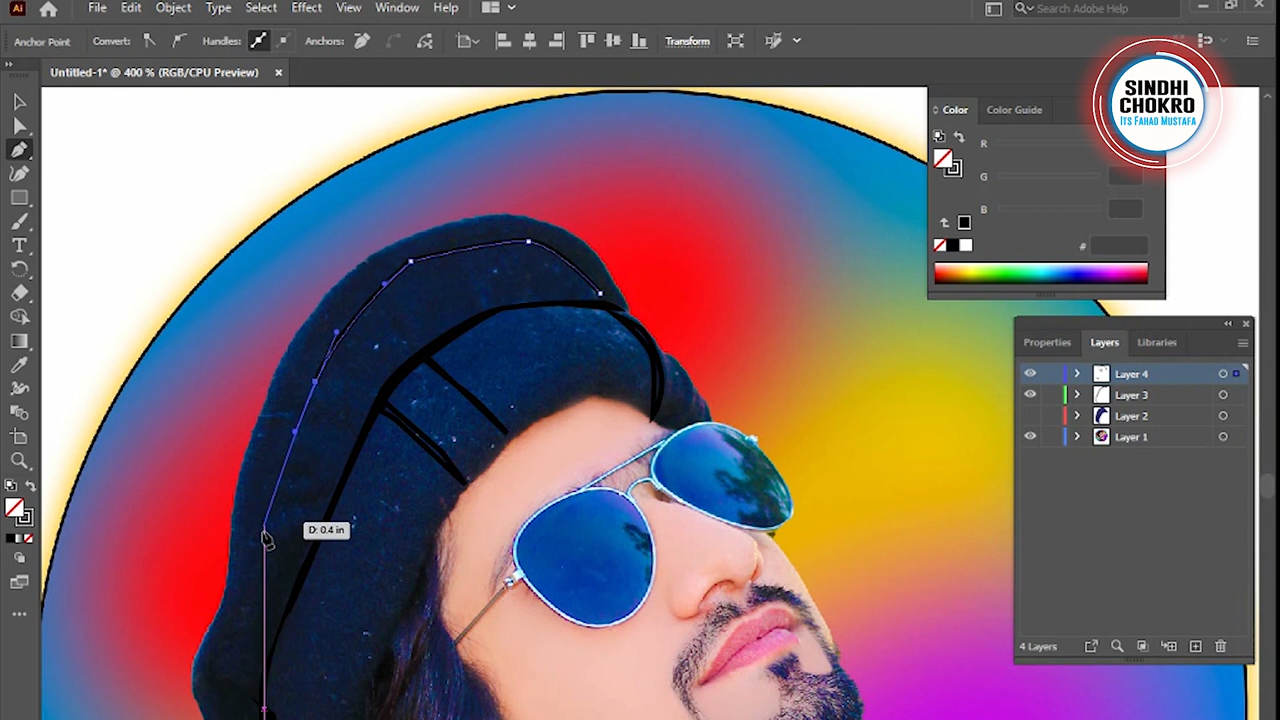 Ai File Edit Object Type Select Effect View Window Help Search Adobe Help
Anchor Point Convert: Handles: Anchors: Transform
Untitled-1* @ 400 % (RGB/CPU Preview) ×
SINDHI
CHOKRO
ITS FAHAD MUSTAFA
Color Color Guide
R
G
B
#
Properties Layers Libraries
Layer 4
Layer 3
Layer 2
Layer 1
D: 0.4 in
4 Layers